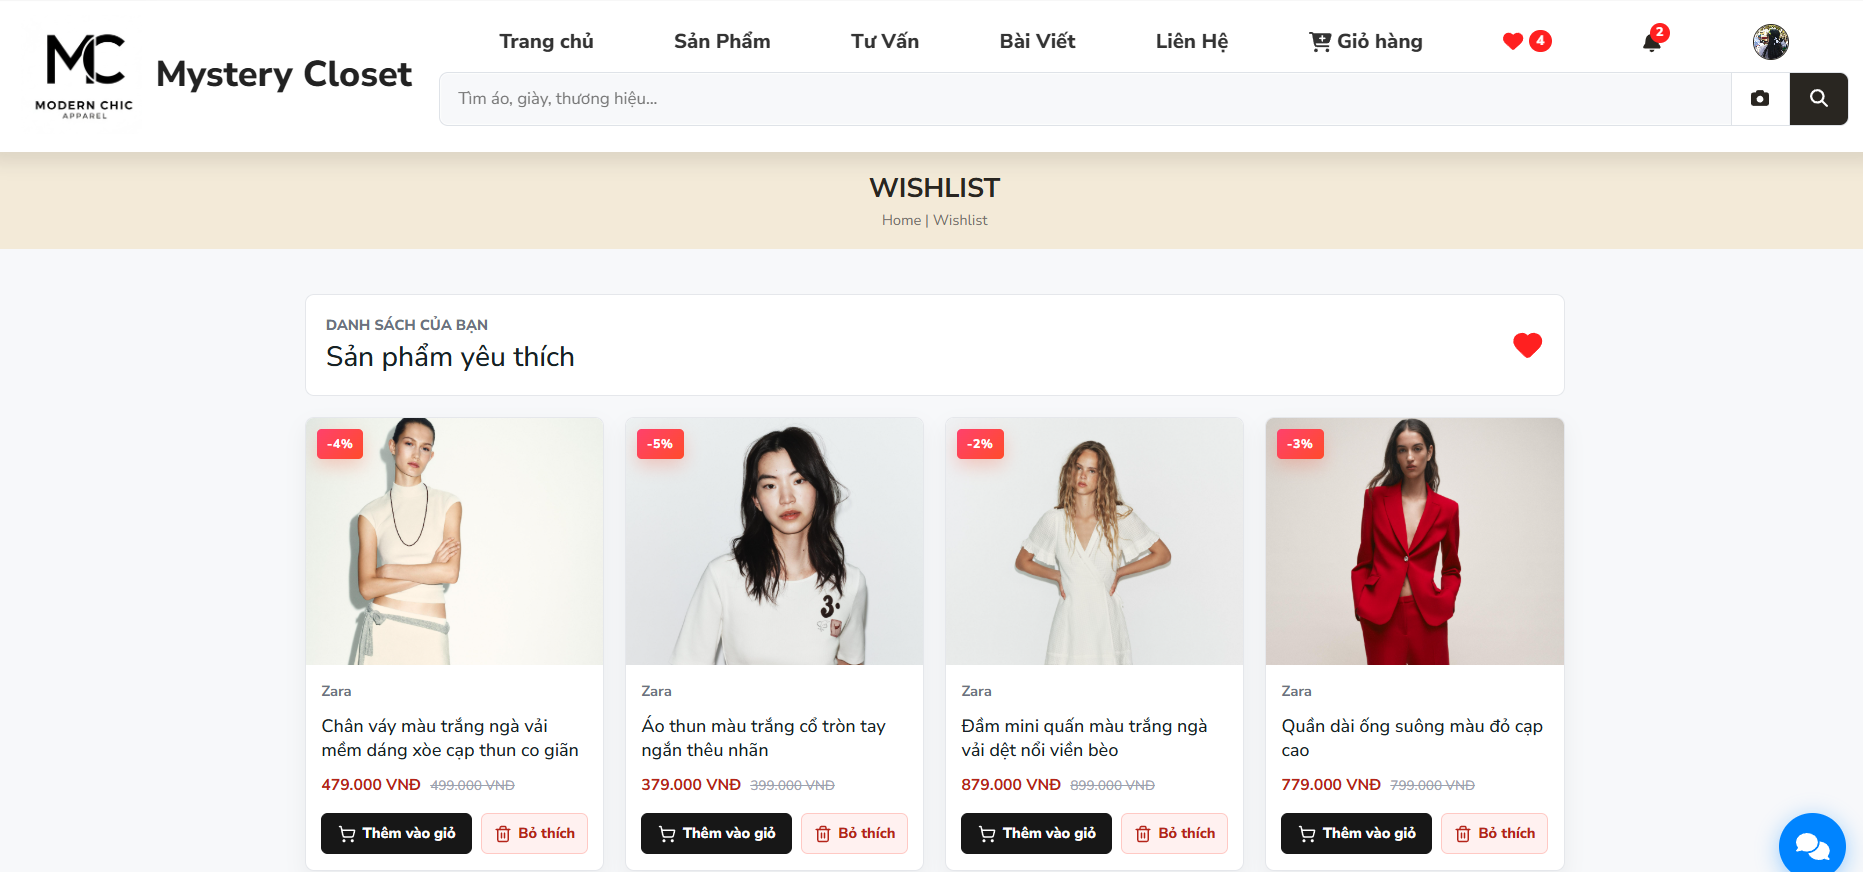 MC
MODERN CHIC
APPAREL
Mystery Closet
Trang chủ
Sản Phẩm
Tư Vấn
Bài Viết
Liên Hệ
Giỏ hàng
4
2
Tìm áo, giày, thương hiệu...
WISHLIST
Home | Wishlist
DANH SÁCH CỦA BẠN
Sản phẩm yêu thích
-4%
Zara
Chân váy màu trắng ngà vải
mềm dáng xòe cạp thun co giãn
479.000 VNĐ 499.000 VNĐ
Thêm vào giỏ
Bỏ thích
-5%
3
Zara
Áo thun màu trắng cổ tròn tay
ngắn thêu nhãn
379.000 VNĐ 399.000 VNĐ
Thêm vào giỏ
Bỏ thích
-2%
Zara
Đầm mini quấn màu trắng ngà
vải dệt nổi viền bèo
879.000 VNĐ 899.000 VNĐ
Thêm vào giỏ
Bỏ thích
-3%
Zara
Quần dài ống suông màu đỏ cạp
cao
779.000 VNĐ 799.000 VNĐ
Thêm vào giỏ
Bỏ thích